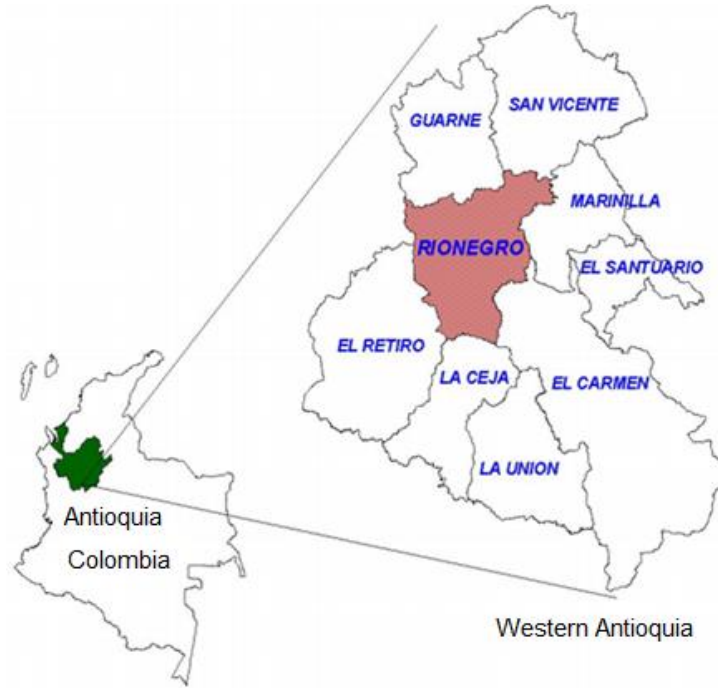 SAN VICENTE
GUARNE
MARINILLA
RIONEGRO
EL SANTUARIO
EL RETIRO
LA CEJA
EL CARMEN
LA UNION
Antioquia
Colombia
Western Antioquia